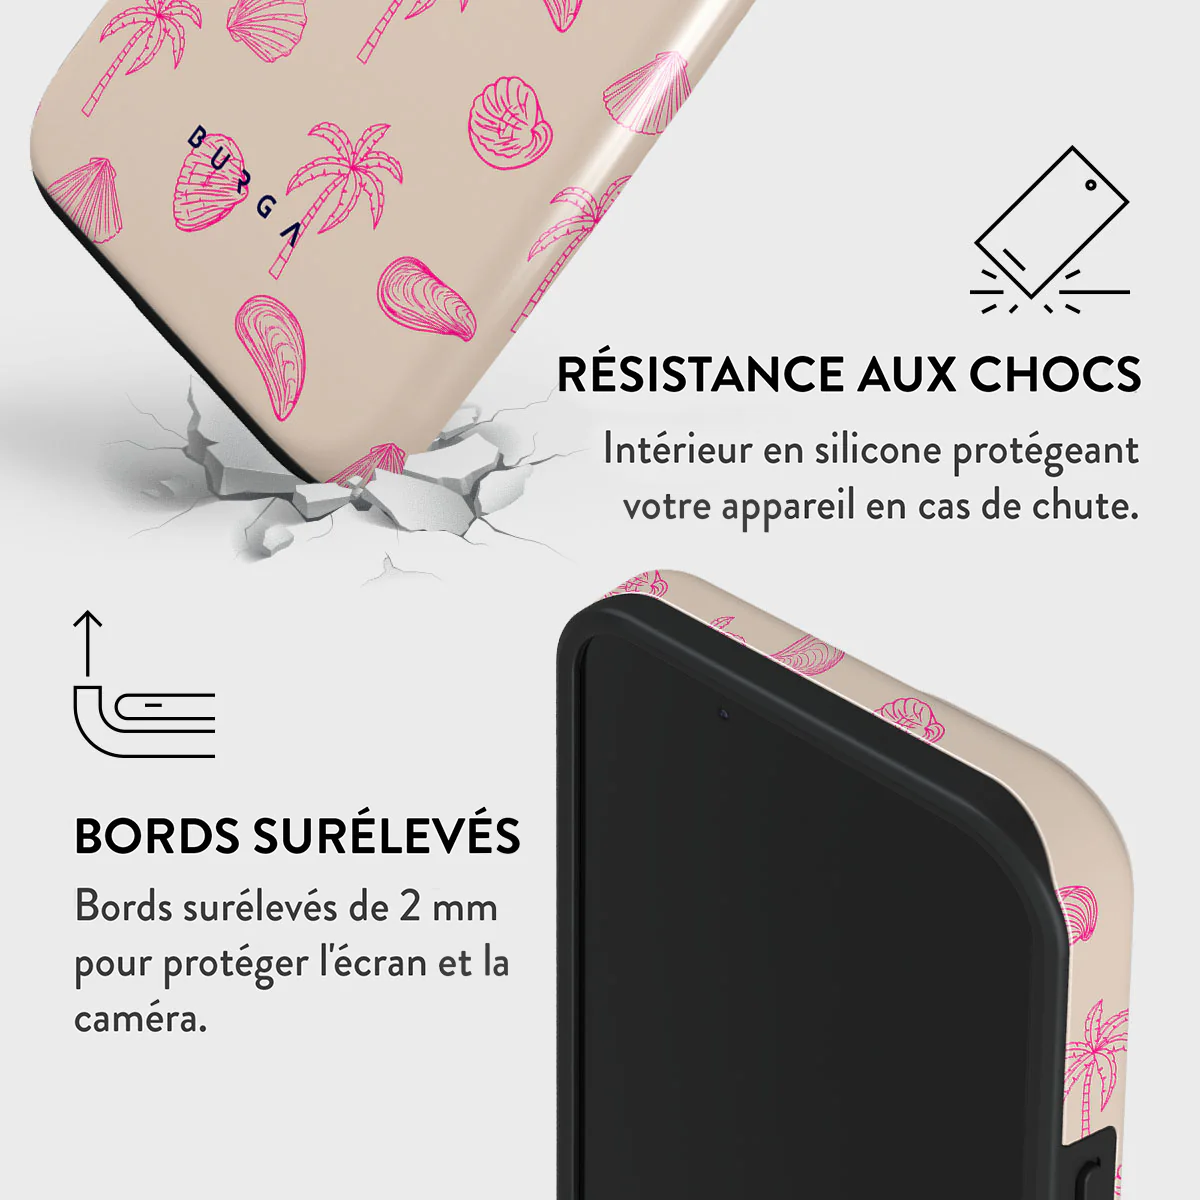 BURGA
RÉSISTANCE AUX CHOCS
Intérieur en silicone protégeant
votre appareil en cas de chute.
BORDS SURÉLEVÉS
Bords surélevés de 2 mm
pour protéger l'écran et la
caméra.